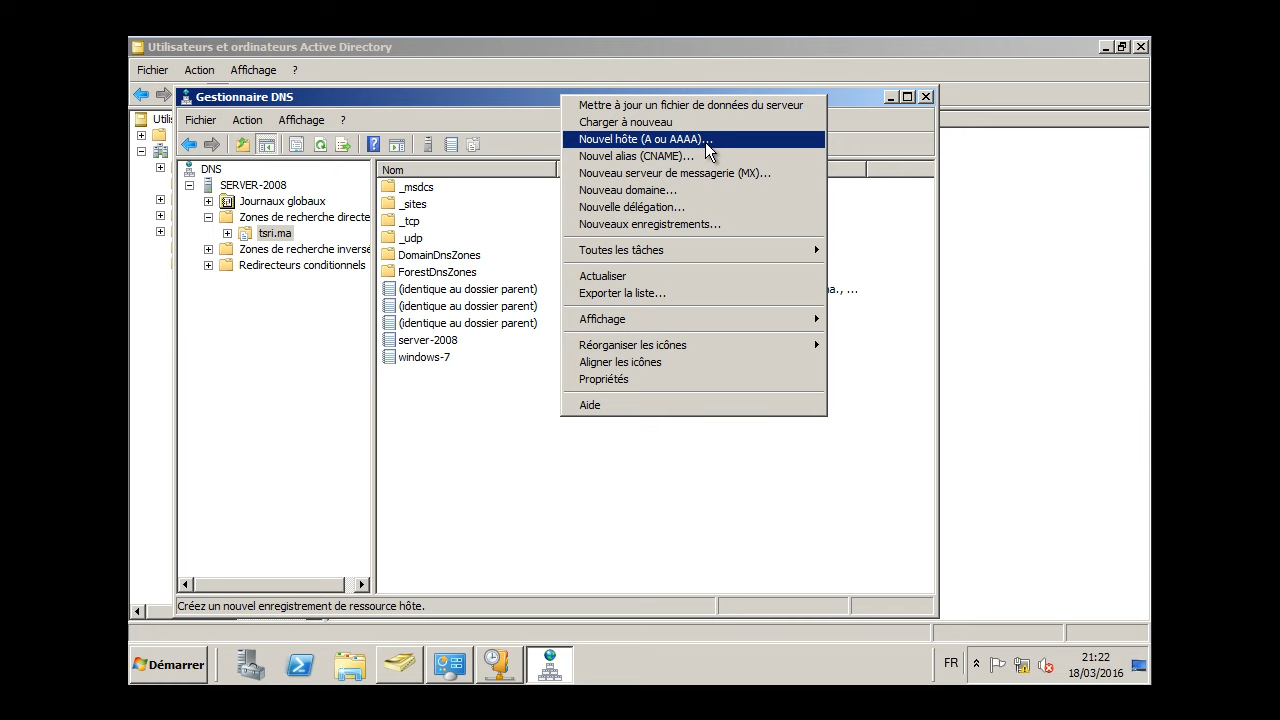 Utilisateurs et ordinateurs Active Directory
Fichier Action Affichage ?
Gestionnaire DNS
Fichier Action Affichage ?
Utilis
DNS
SERVER-2008
Journaux globaux
Zones de recherche directe
tsri.ma
Zones de recherche inversé
Redirecteurs conditionnels
Nom
_msdcs
_sites
_tcp
_udp
DomainDnsZones
ForestDnsZones
(identique au dossier parent)
(identique au dossier parent)
(identique au dossier parent)
server-2008
windows-7
Mettre à jour un fichier de données du serveur
Charger à nouveau
Nouvel hôte (A ou AAAA)...
Nouvel alias (CNAME)...
Nouveau serveur de messagerie (MX)...
Nouveau domaine...
Nouvelle délégation...
Nouveaux enregistrements...
Toutes les tâches
Actualiser
Exporter la liste...
Affichage
Réorganiser les icônes
Aligner les icônes
Propriétés
Aide
Créez un nouvel enregistrement de ressource hôte.
Démarrer
FR
21:22
18/03/2016